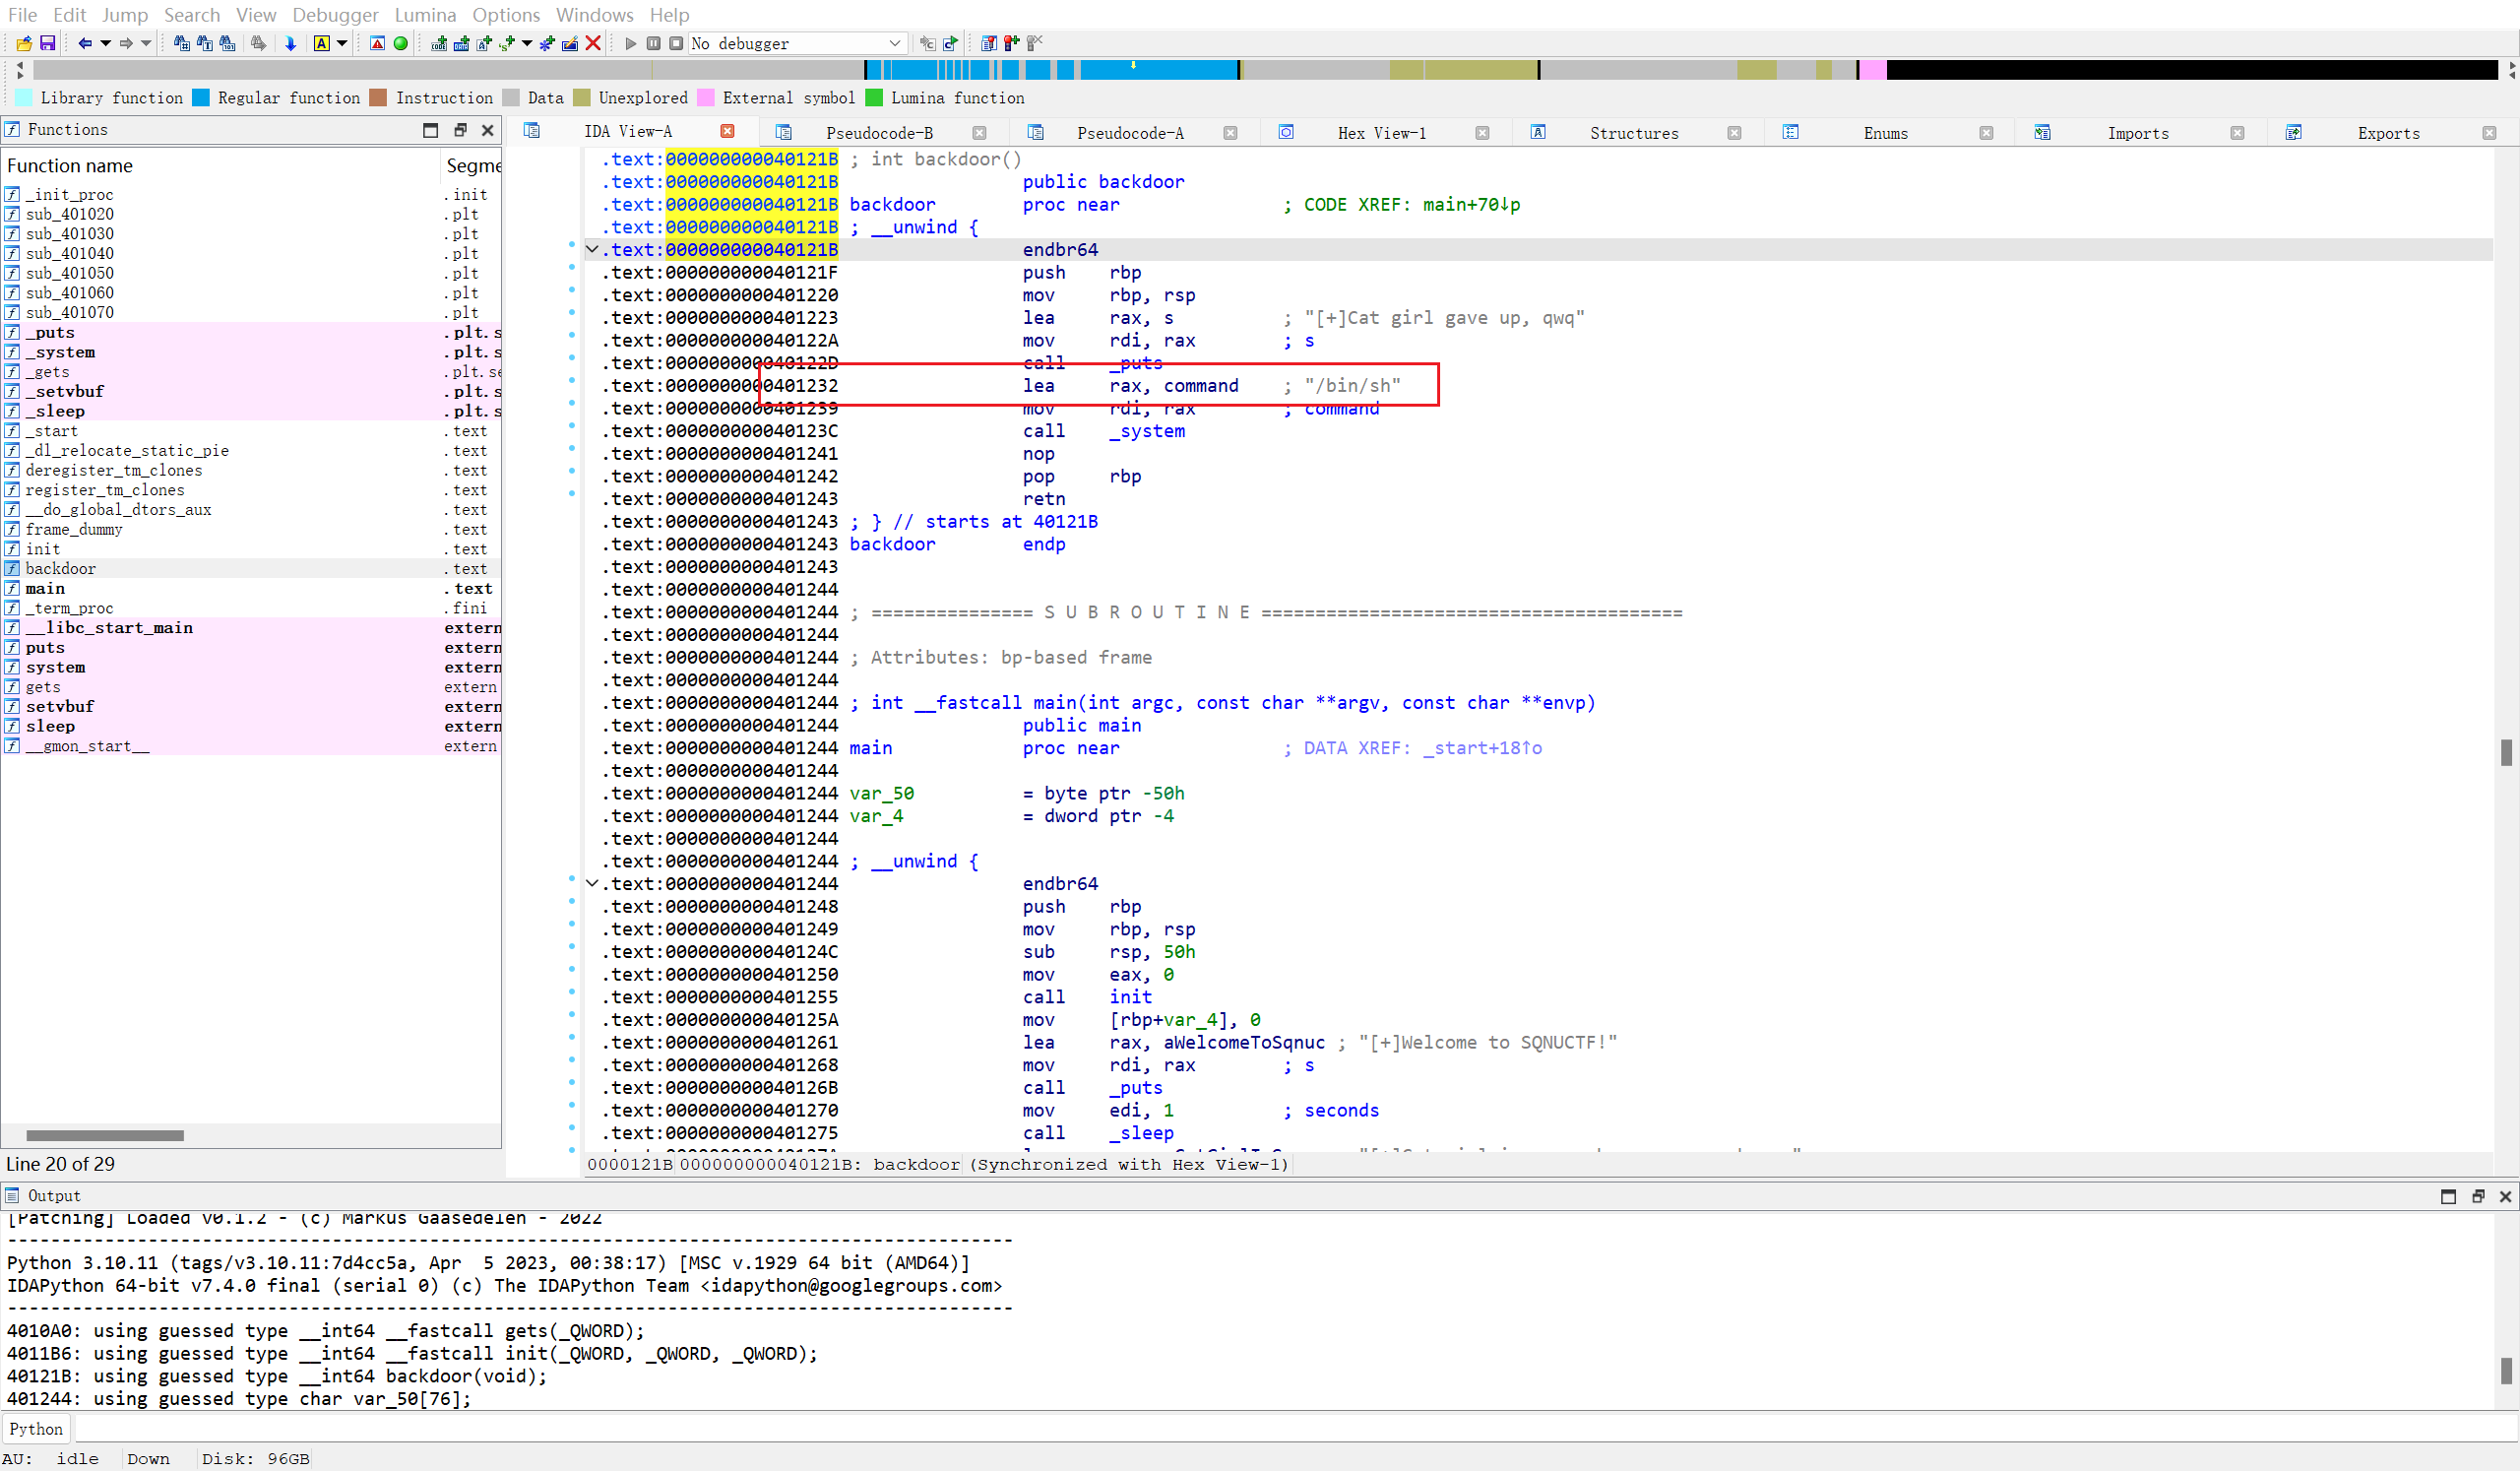 File Edit Jump Search View Debugger Lumina Options Windows Help
No debugger
Library function Regular function Instruction Data Unexplored External symbol Lumina function
Functions
IDA View-A Pseudocode-B Pseudocode-A Hex View-1 Structures Enums Imports Exports
Function name Segme
_init_proc .init
sub_401020 .plt
sub_401030 .plt
sub_401040 .plt
sub_401050 .plt
sub_401060 .plt
sub_401070 .plt
_puts .plt.s
_system .plt.s
_gets .plt.se
_setvbuf .plt.s
_sleep .plt.s
_start .text
_dl_relocate_static_pie .text
deregister_tm_clones .text
register_tm_clones .text
__do_global_dtors_aux .text
frame_dummy .text
init .text
backdoor .text
main .text
_term_proc .fini
__libc_start_main extern
puts extern
system extern
gets extern
setvbuf extern
sleep extern
__gmon_start__ extern
Line 20 of 29
.text:000000000040121B ; int backdoor()
.text:000000000040121B public backdoor
.text:000000000040121B backdoor proc near ; CODE XREF: main+70↓p
.text:000000000040121B ; __unwind {
.text:000000000040121B endbr64
.text:000000000040121F push rbp
.text:0000000000401220 mov rbp, rsp
.text:0000000000401223 lea rax, s ; "[+]Cat girl gave up, qwq"
.text:000000000040122A mov rdi, rax ; s
.text:000000000040122D call _puts
.text:0000000000401232 lea rax, command ; "/bin/sh"
.text:0000000000401239 mov rdi, rax ; command
.text:000000000040123C call _system
.text:0000000000401241 nop
.text:0000000000401242 pop rbp
.text:0000000000401243 retn
.text:0000000000401243 ; } // starts at 40121B
.text:0000000000401243 backdoor endp
.text:0000000000401243
.text:0000000000401244
.text:0000000000401244 ; =============== S U B R O U T I N E =======================================
.text:0000000000401244
.text:0000000000401244 ; Attributes: bp-based frame
.text:0000000000401244
.text:0000000000401244 ; int __fastcall main(int argc, const char **argv, const char **envp)
.text:0000000000401244 public main
.text:0000000000401244 main proc near ; DATA XREF: _start+18↑o
.text:0000000000401244
.text:0000000000401244 var_50 = byte ptr -50h
.text:0000000000401244 var_4 = dword ptr -4
.text:0000000000401244
.text:0000000000401244 ; __unwind {
.text:0000000000401244 endbr64
.text:0000000000401248 push rbp
.text:0000000000401249 mov rbp, rsp
.text:000000000040124C sub rsp, 50h
.text:0000000000401250 mov eax, 0
.text:0000000000401255 call init
.text:000000000040125A mov [rbp+var_4], 0
.text:0000000000401261 lea rax, aWelcomeToSqnuc ; "[+]Welcome to SQNUCTF!"
.text:0000000000401268 mov rdi, rax ; s
.text:000000000040126B call _puts
.text:0000000000401270 mov edi, 1 ; seconds
.text:0000000000401275 call _sleep
0000121B 000000000040121B: backdoor (Synchronized with Hex View-1)
Output
[Patching] Loaded v0.1.2 - (c) Markus Gaasedelen - 2022
---------------------------------------------------------------------------------------------
Python 3.10.11 (tags/v3.10.11:7d4cc5a, Apr 5 2023, 00:38:17) [MSC v.1929 64 bit (AMD64)]
IDAPython 64-bit v7.4.0 final (serial 0) (c) The IDAPython Team <idapython@googlegroups.com>
---------------------------------------------------------------------------------------------
4010A0: using guessed type __int64 __fastcall gets(_QWORD);
4011B6: using guessed type __int64 __fastcall init(_QWORD, _QWORD, _QWORD);
40121B: using guessed type __int64 backdoor(void);
401244: using guessed type char var_50[76];
Python
AU: idle Down Disk: 96GB